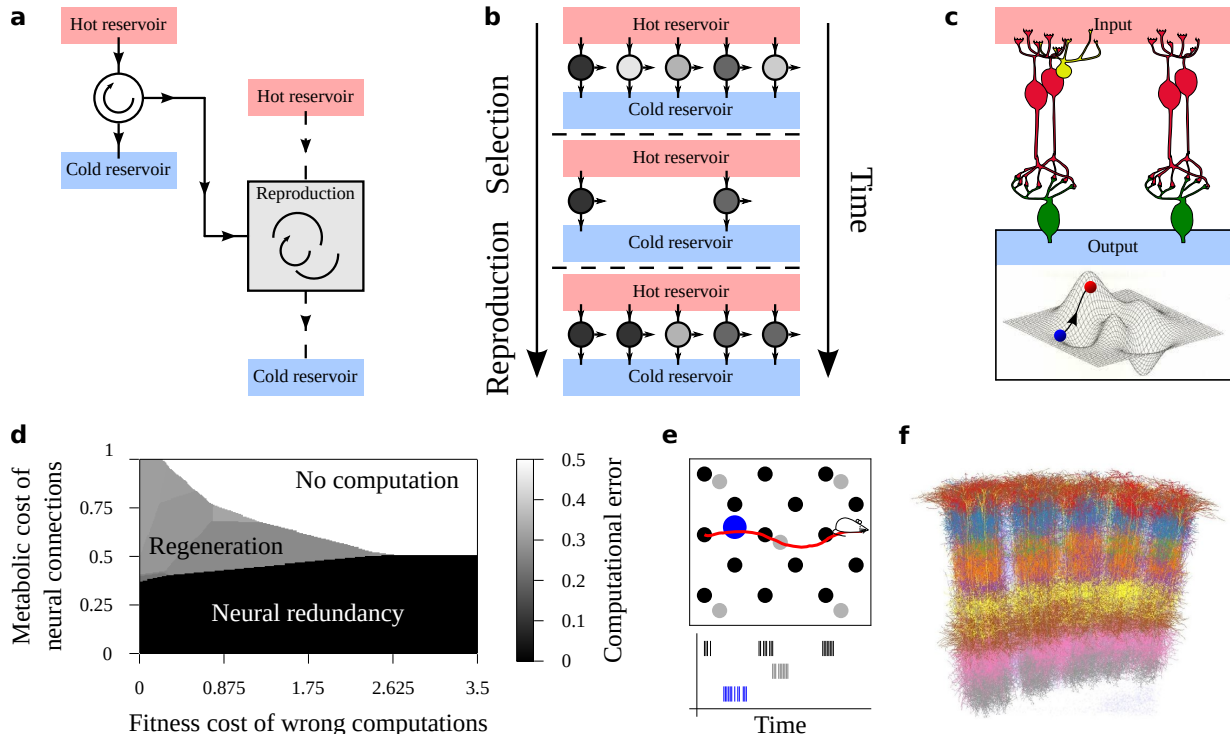 a
Hot reservoir
Cold reservoir
Hot reservoir
Reproduction
Cold reservoir
b
Selection
Reproduction
Hot reservoir
Cold reservoir
Hot reservoir
Cold reservoir
Hot reservoir
Cold reservoir
Time
c
Input
Output
d
Metabolic cost of
neural connections
1
0.75
0.5
0.25
0
No computation
Regeneration
Neural redundancy
0
0.875
1.75
2.625
3.5
Fitness cost of wrong computations
0.5
0.4
0.3
0.2
0.1
0
Computational error
e
Time
f